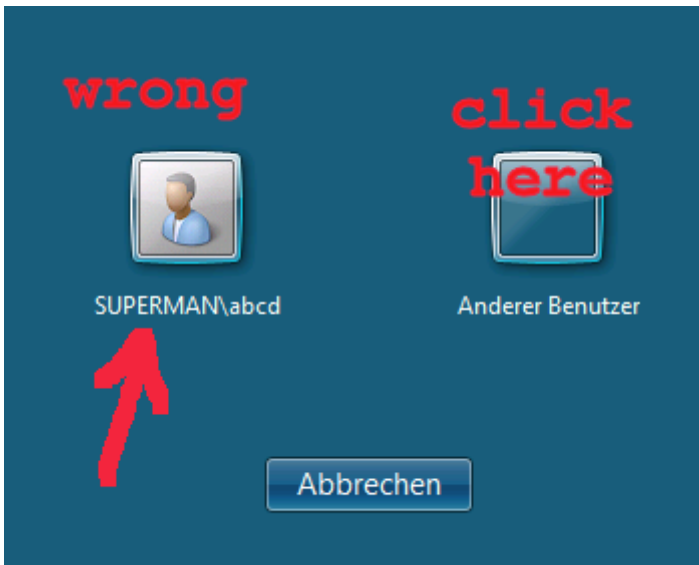 wrong
click
here
SUPERMAN\abcd
Anderer Benutzer
Abbrechen